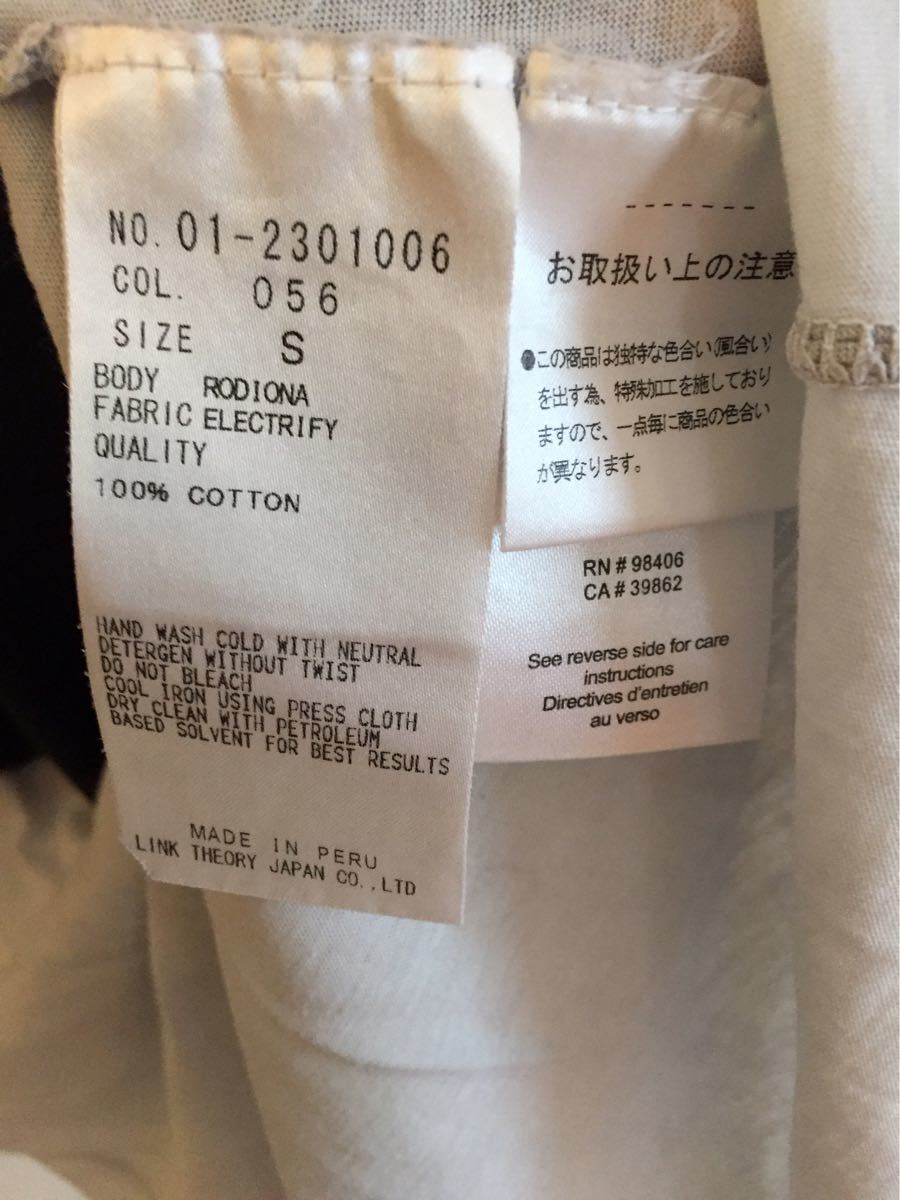 NO. 01-2301006
COL. 056
SIZE S
BODY RODIONA
FABRIC ELECTRIFY
QUALITY
100% COTTON
HAND WASH COLD WITH NEUTRAL
DETERGEN WITHOUT TWIST
DO NOT BLEACH
COOL IRON USING PRESS CLOTH
DRY CLEAN WITH PETROLEUM
BASED SOLVENT FOR BEST RESULTS
MADE IN PERU
LINK THEORY JAPAN CO.,LTD
お取扱い上の注意
●この商品は独特な色合い(風合い)
を出す為、特殊加工を施しており
ますので、一点毎に商品の色合い
が異なります。
RN # 98406
CA # 39862
See reverse side for care
instructions
Directives d'entretien
au verso